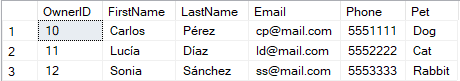 OwnerID FirstName LastName Email Phone Pet
1 10 Carlos Pérez cp@mail.com 5551111 Dog
2 11 Lucía Díaz ld@mail.com 5552222 Cat
3 12 Sonia Sánchez ss@mail.com 5553333 Rabbit